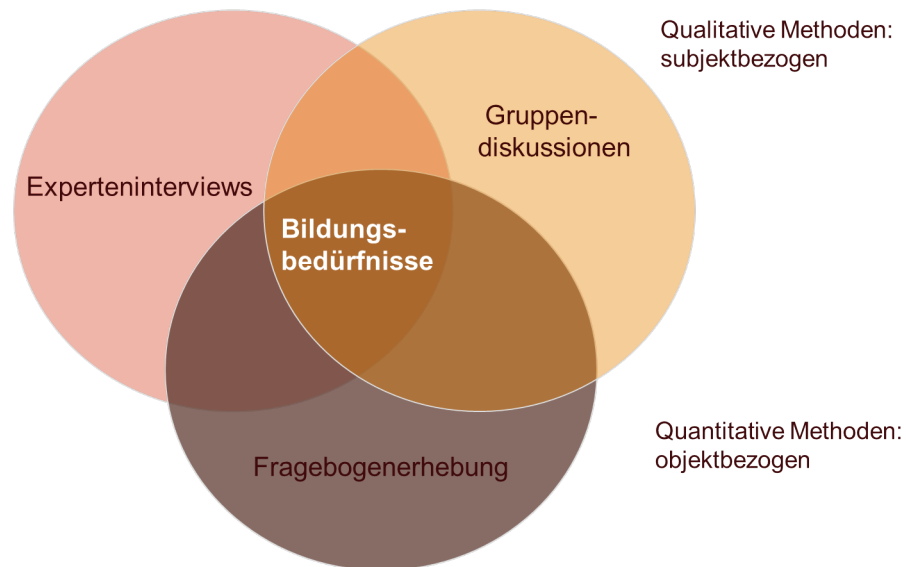 Qualitative Methoden:
subjektbezogen
Gruppen-
diskussionen
Experteninterviews
Bildungs-
bedürfnisse
Quantitative Methoden:
objektbezogen
Fragebogenerhebung